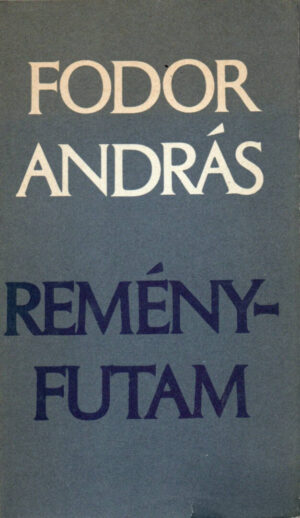 FODOR
ANDRÁS
REMÉNY-
FUTAM